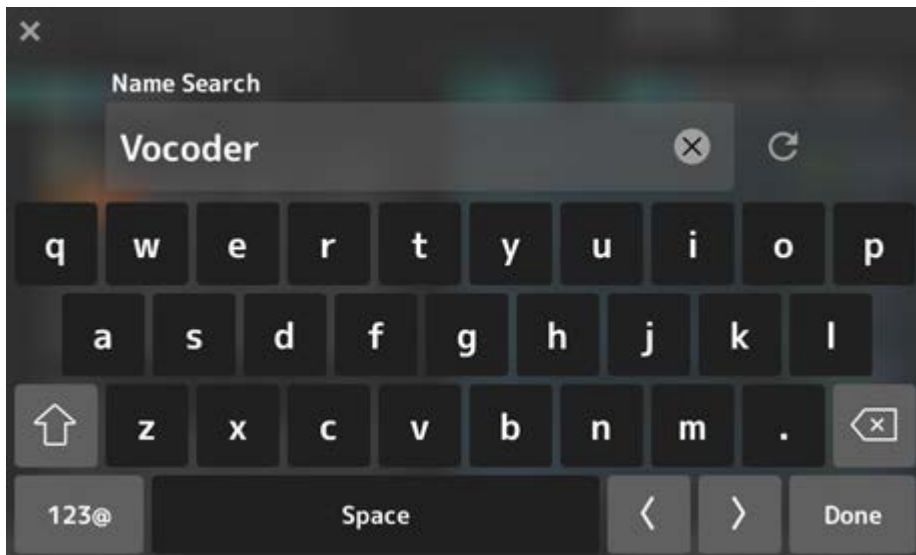 Name Search
Vocoder
q w e r t y u i o p
a s d f g h j k l
z x c v b n m .
123@ Space < > Done